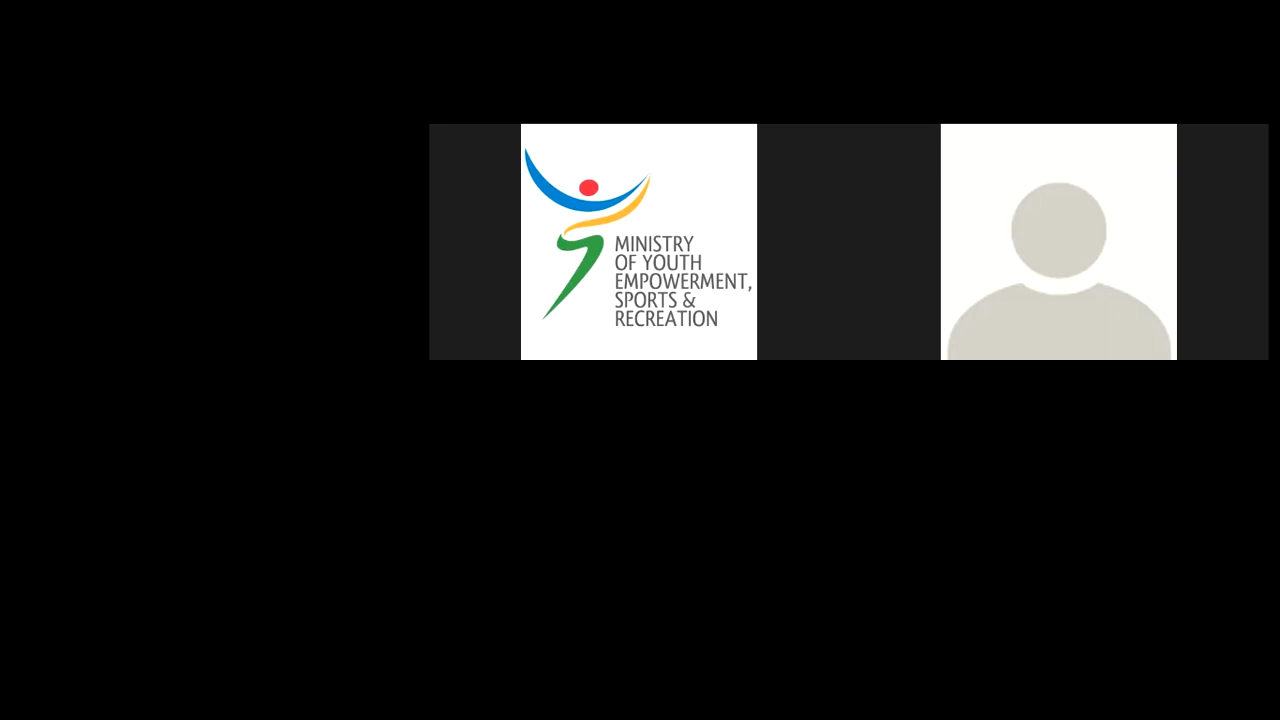 MINISTRY
OF YOUTH
EMPOWERMENT,
SPORTS &
RECREATION